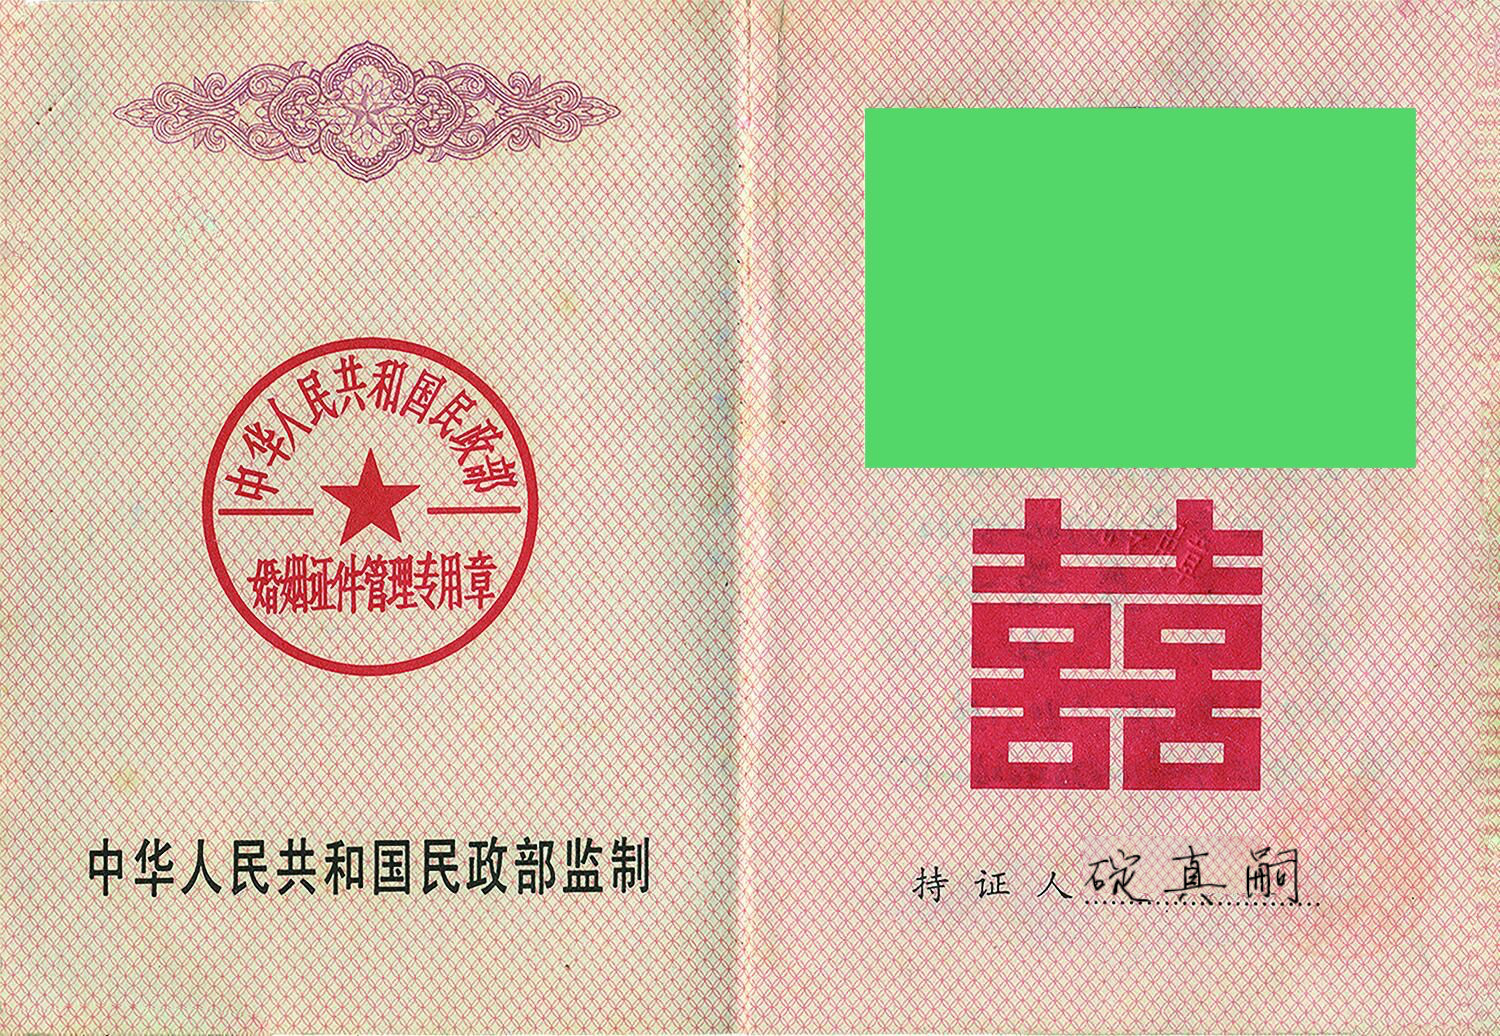 中华人民共和国民政部
婚姻证件管理专用章
中华人民共和国民政部监制
囍
持证人碇真嗣